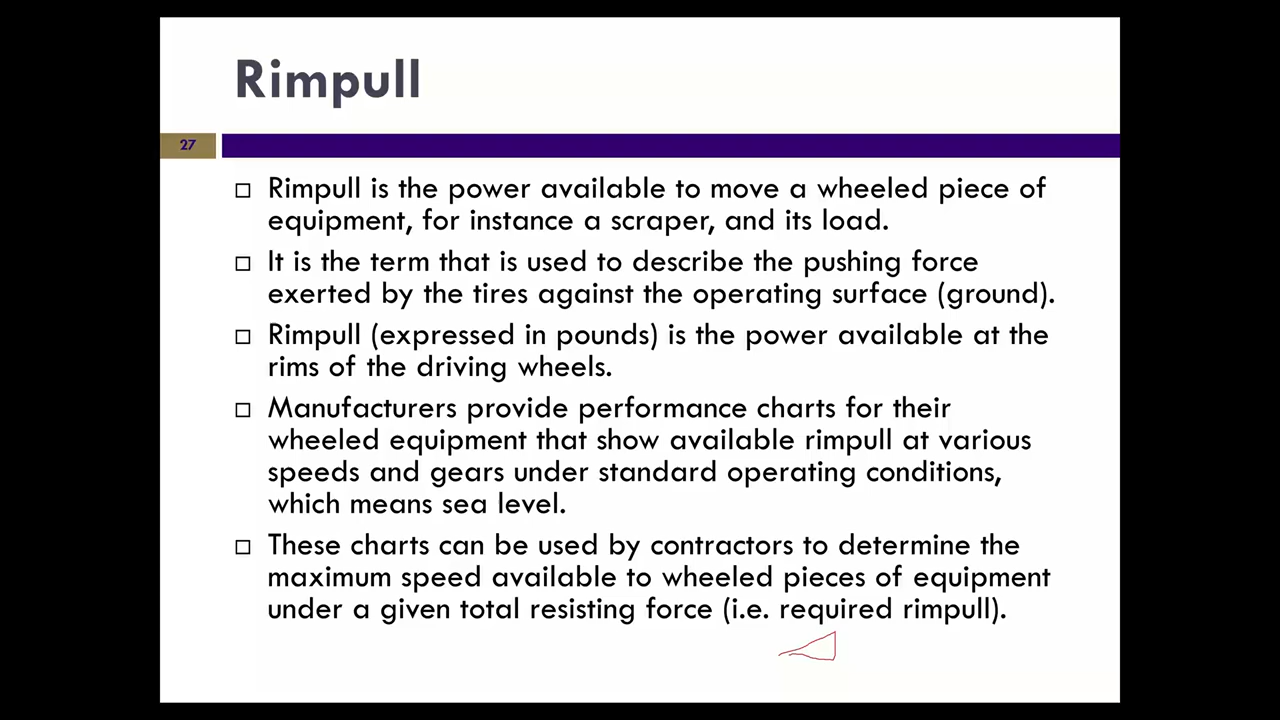 Rimpull
27
□ Rimpull is the power available to move a wheeled piece of
equipment, for instance a scraper, and its load.
□ It is the term that is used to describe the pushing force
exerted by the tires against the operating surface (ground).
□ Rimpull (expressed in pounds) is the power available at the
rims of the driving wheels.
□ Manufacturers provide performance charts for their
wheeled equipment that show available rimpull at various
speeds and gears under standard operating conditions,
which means sea level.
□ These charts can be used by contractors to determine the
maximum speed available to wheeled pieces of equipment
under a given total resisting force (i.e. required rimpull).